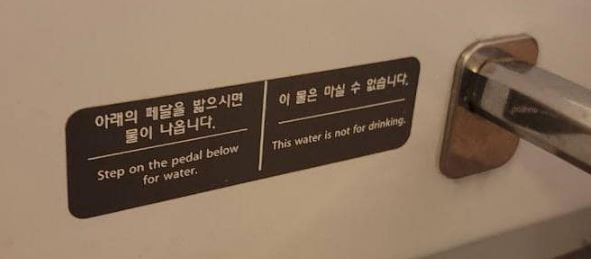 아래의 페달을 밟으시면
물이 나옵니다.
Step on the pedal below
for water.
이 물은 마실 수 없습니다.
This water is not for drinking.